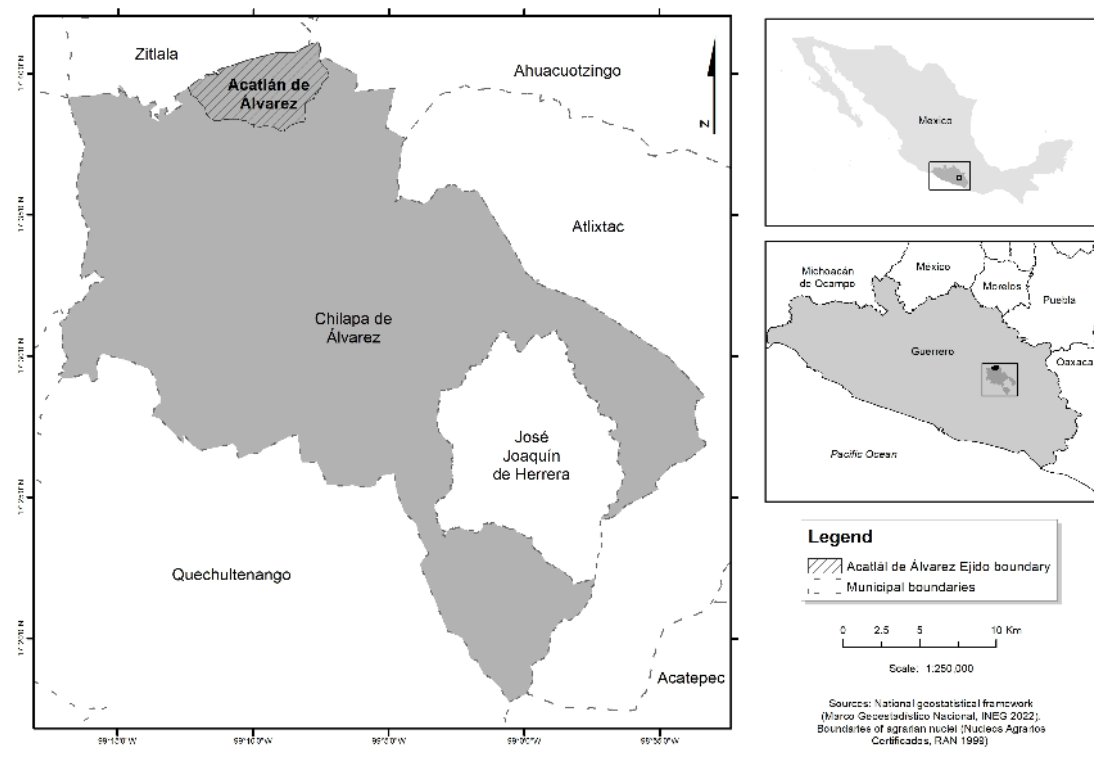 Zitlala
Acatlán de
Álvarez
Ahuacuotzingo
Atlixtac
Chilapa de
Álvarez
José
Joaquín
de Herrera
Quechultenango
Acatepec
N
Mexico
Michoacán
de Ocampo
Mexico
Morelos
Puebla
Guerrero
Oaxaca
Pacific Ocean
Legend
Acatlál de Álvarez Ejido boundary
Municipal boundaries
0 2.5 5 10 Km
Scale: 1:250,000
Sources: National geostatistical framework
(Marco Geoestadístico Nacional, INEG 2022).
Boundaries of agrarian nuclei (Nucleos Agrarios
Certificados, RAN 1999)